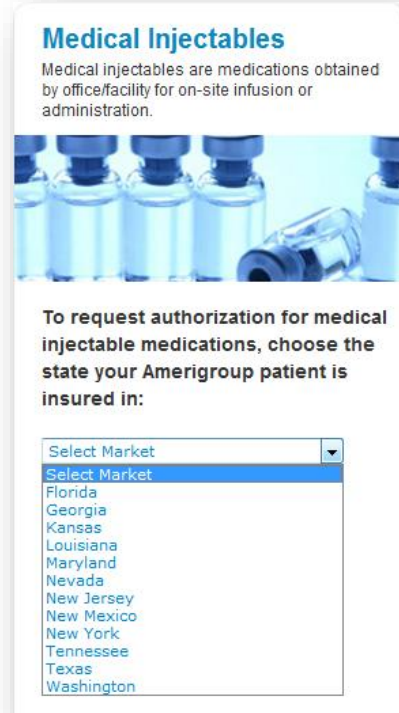 Medical Injectables
Medical injectables are medications obtained
by office/facility for on-site infusion or
administration.
To request authorization for medical
injectable medications, choose the
state your Amerigroup patient is
insured in:
Select Market
Select Market
Florida
Georgia
Kansas
Louisiana
Maryland
Nevada
New Jersey
New Mexico
New York
Tennessee
Texas
Washington